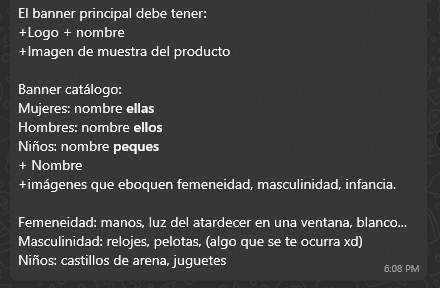 El banner principal debe tener:
+Logo + nombre
+Imagen de muestra del producto
Banner catálogo:
Mujeres: nombre ellas
Hombres: nombre ellos
Niños: nombre peques
+ Nombre
+imágenes que eboquen femeneidad, masculinidad, infancia.
Femeneidad: manos, luz del atardecer en una ventana, blanco...
Masculinidad: relojes, pelotas, (algo que se te ocurra xd)
Niños: castillos de arena, juguetes
6:08 PM